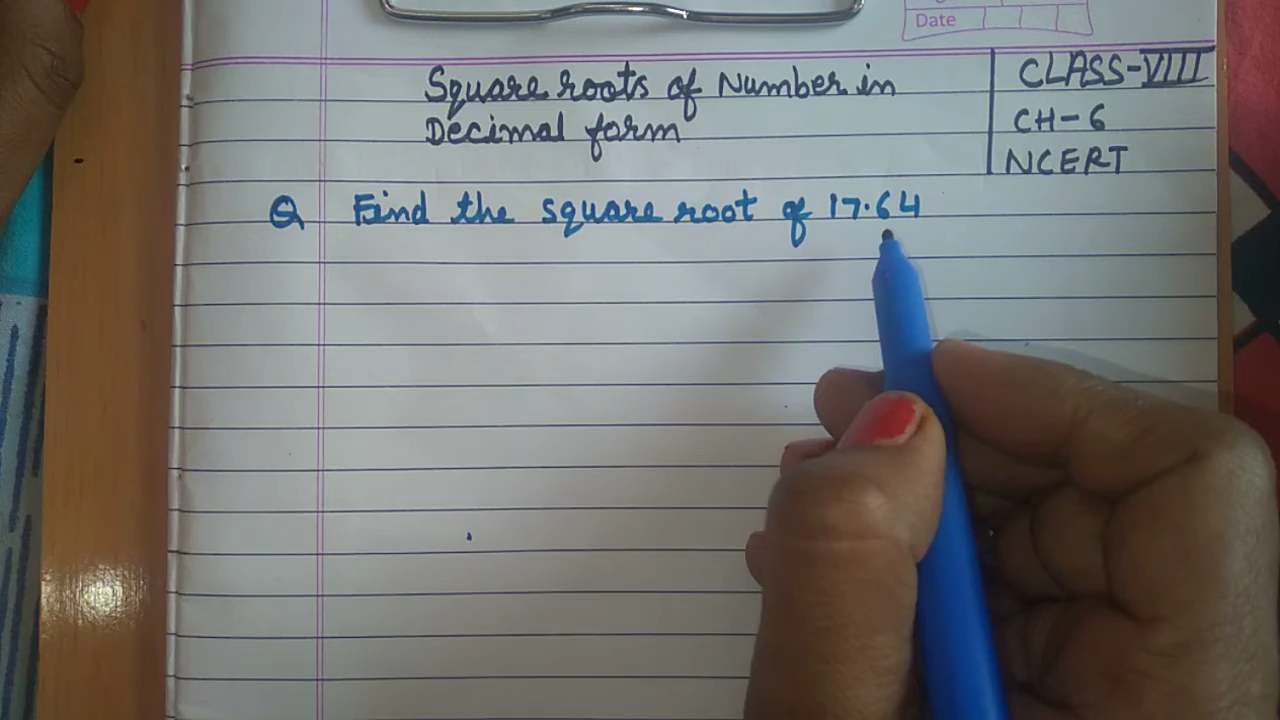 Date
Square roots of Number in
Decimal form
CLASS-VIII
CH-6
NCERT
Q Find the square root of 17.64